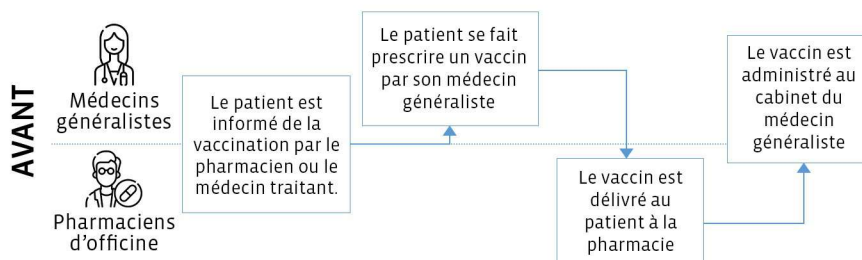 AVANT
Médecins
généralistes
Pharmaciens
d'officine
Le patient est
informé de la
vaccination par le
pharmacien ou le
médecin traitant.
Le patient se fait
prescrire un vaccin
par son médecin
généraliste
Le vaccin est
délivré au
patient à la
pharmacie
Le vaccin est
administré au
cabinet du
médecin
généraliste